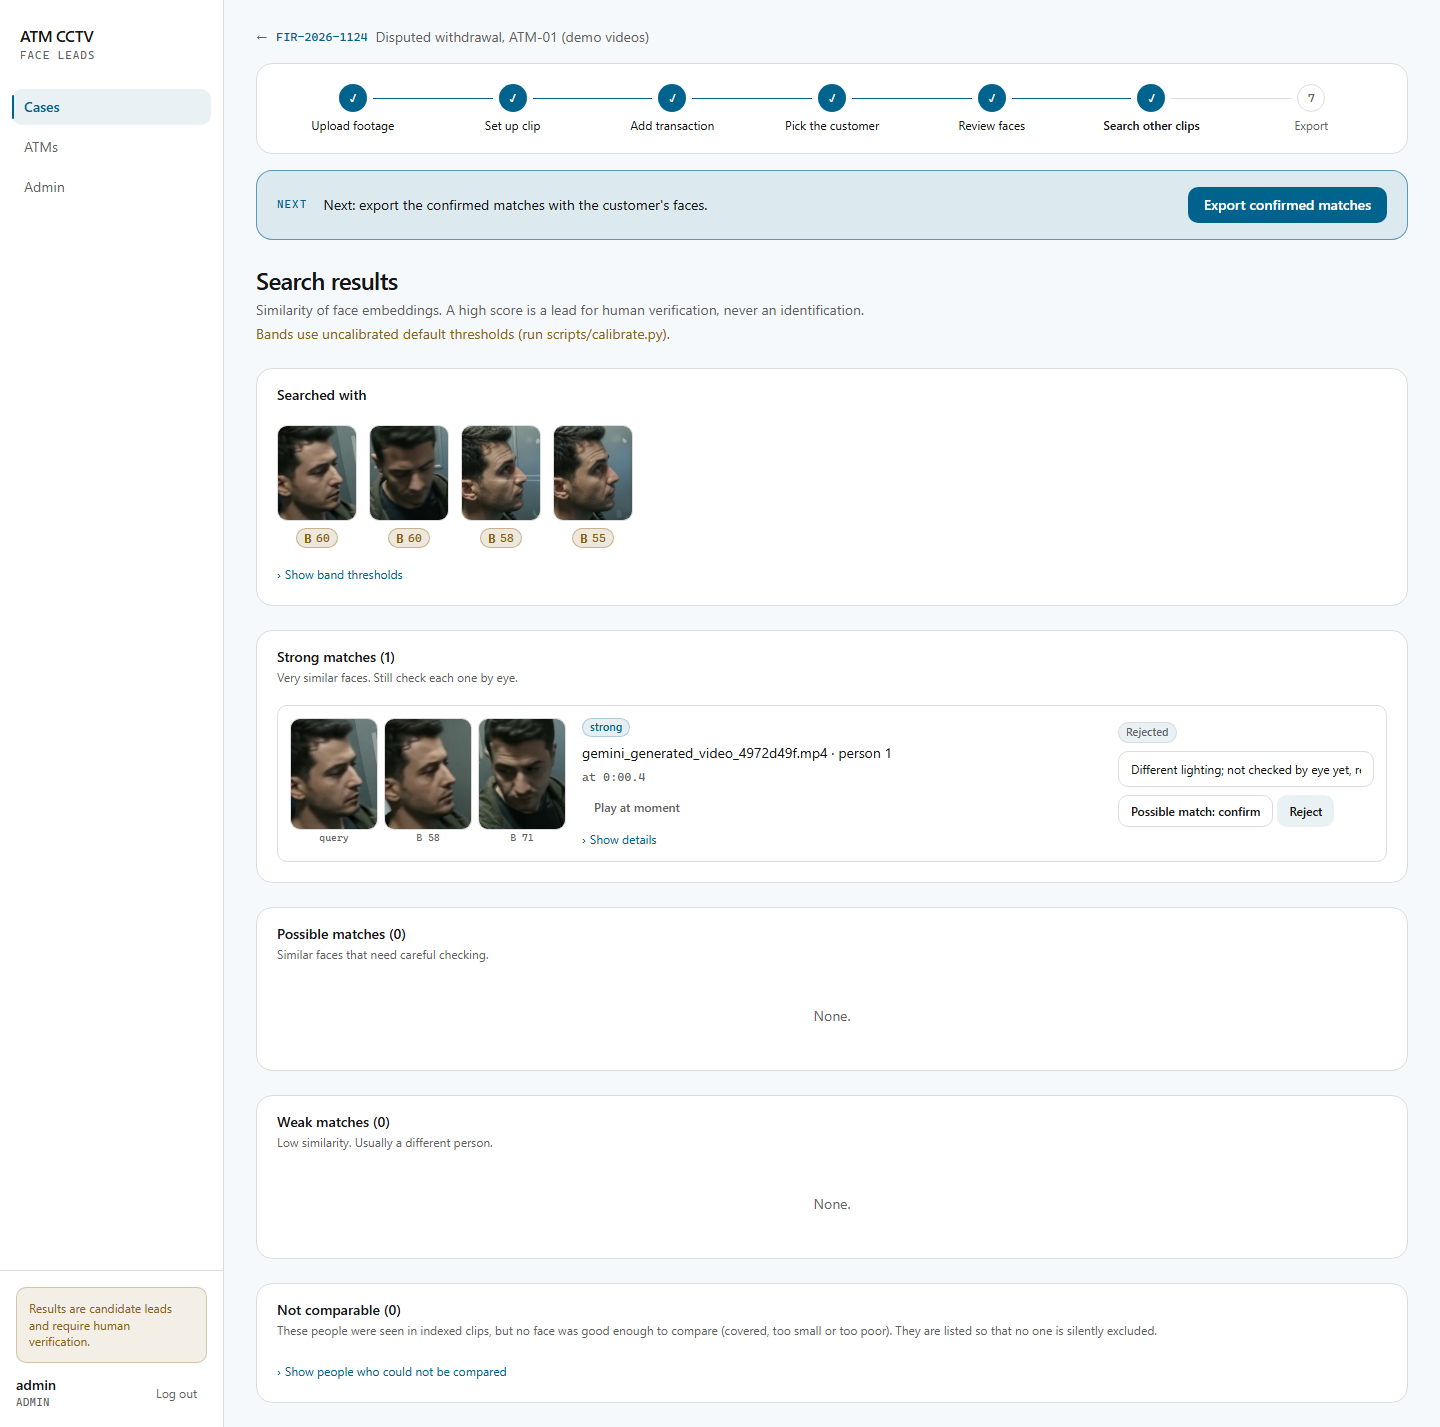 ATM CCTV
FACE LEADS
Cases
ATMs
Admin
← FIR-2026-1124 Disputed withdrawal, ATM-01 (demo videos)
✓ ✓ ✓ ✓ ✓ ✓ 7
Upload footage Set up clip Add transaction Pick the customer Review faces Search other clips Export
NEXT Next: export the confirmed matches with the customer's faces. Export confirmed matches
Search results
Similarity of face embeddings. A high score is a lead for human verification, never an identification.
Bands use uncalibrated default thresholds (run scripts/calibrate.py).
Searched with
B 60 B 60 B 58 B 55
› Show band thresholds
Strong matches (1)
Very similar faces. Still check each one by eye.
query B 58 B 71
strong
gemini_generated_video_4972d49f.mp4 · person 1
at 0:00.4
Play at moment
› Show details
Rejected
Different lighting; not checked by eye yet, r
Possible match: confirm Reject
Possible matches (0)
Similar faces that need careful checking.
None.
Weak matches (0)
Low similarity. Usually a different person.
None.
Not comparable (0)
These people were seen in indexed clips, but no face was good enough to compare (covered, too small or too poor). They are listed so that no one is silently excluded.
› Show people who could not be compared
Results are candidate leads
and require human
verification.
admin
ADMIN
Log out